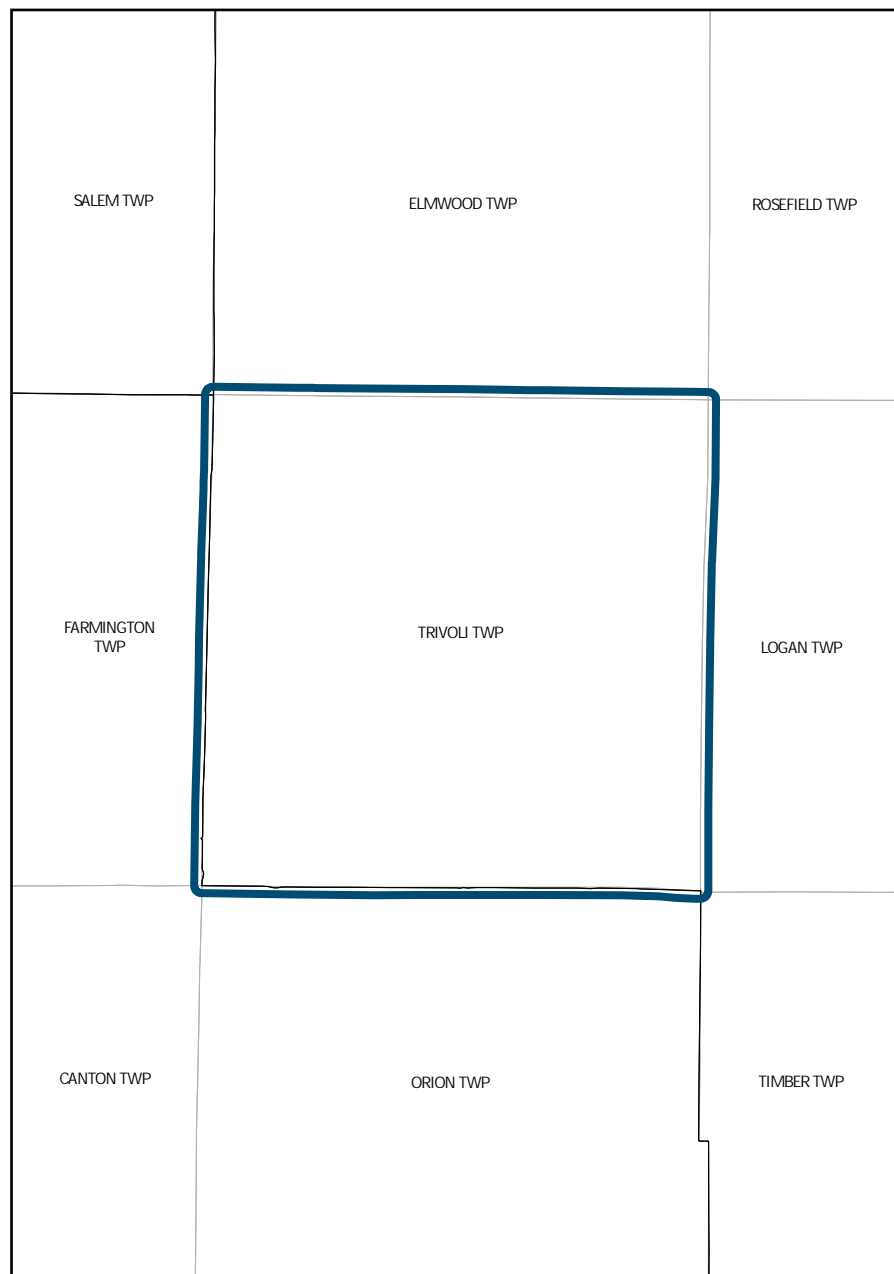 SALEM TWP
ELMWOOD TWP
ROSEFIELD TWP
FARMINGTON
TWP
TRIVOLI TWP
LOGAN TWP
CANTON TWP
ORION TWP
TIMBER TWP